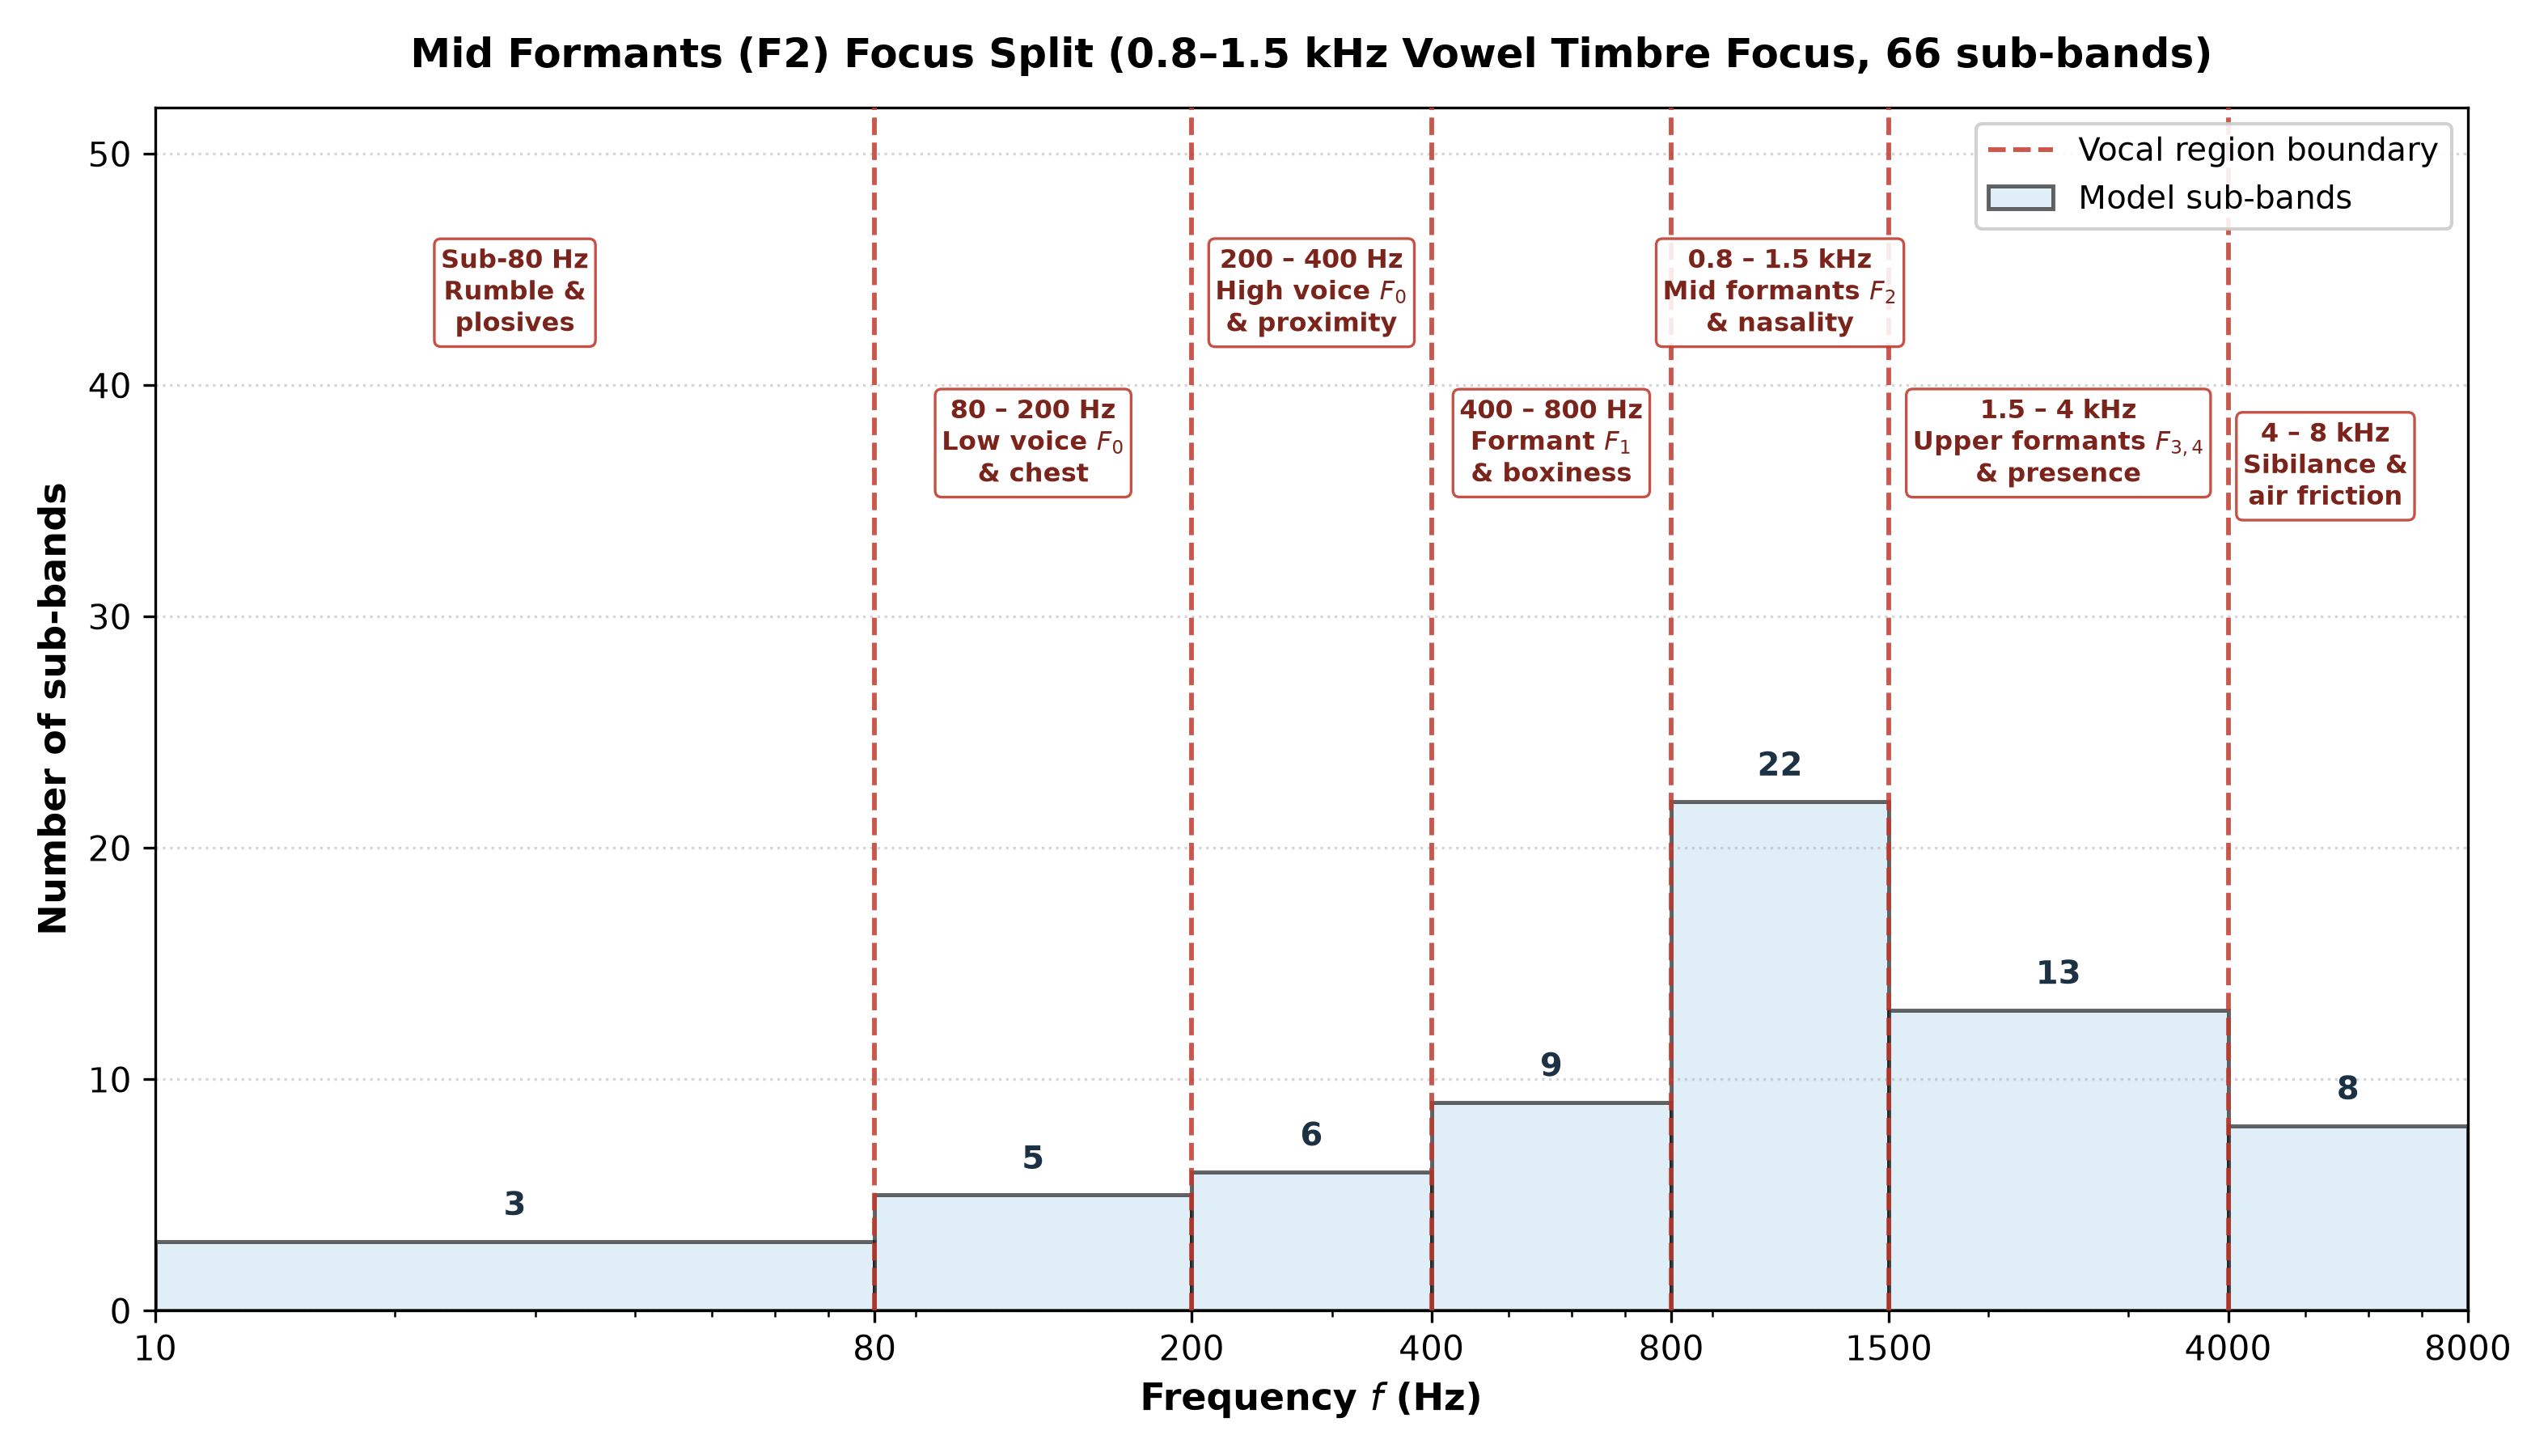 Mid Formants (F2) Focus Split (0.8–1.5 kHz Vowel Timbre Focus, 66 sub-bands)
Vocal region boundary
Model sub-bands
Sub-80 Hz
Rumble &
plosives
80 – 200 Hz
Low voice F₀
& chest
200 – 400 Hz
High voice F₀
& proximity
400 – 800 Hz
Formant F₁
& boxiness
0.8 – 1.5 kHz
Mid formants F₂
& nasality
1.5 – 4 kHz
Upper formants F₃,₄
& presence
4 – 8 kHz
Sibilance &
air friction
Number of sub-bands
50
40
30
20
10
0
3
5
6
9
22
13
8
10 80 200 400 800 1500 4000 8000
Frequency f (Hz)